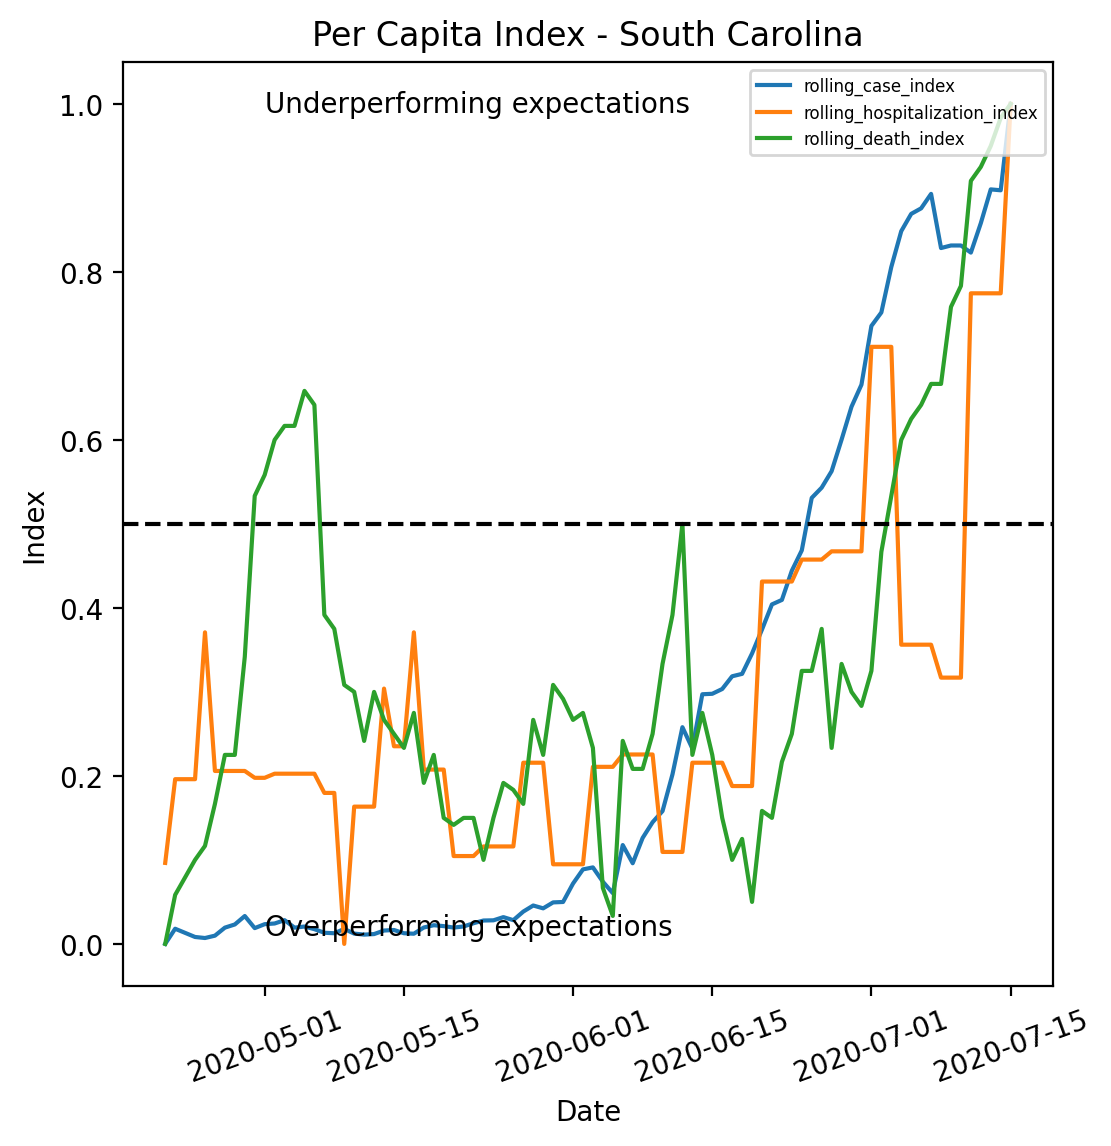 Per Capita Index - South Carolina
Underperforming expectations
rolling_case_index
rolling_hospitalization_index
rolling_death_index
1.0
0.8
0.6
0.4
0.2
0.0
Index
Overperforming expectations
2020-05-01
2020-05-15
2020-06-01
2020-06-15
2020-07-01
2020-07-15
Date